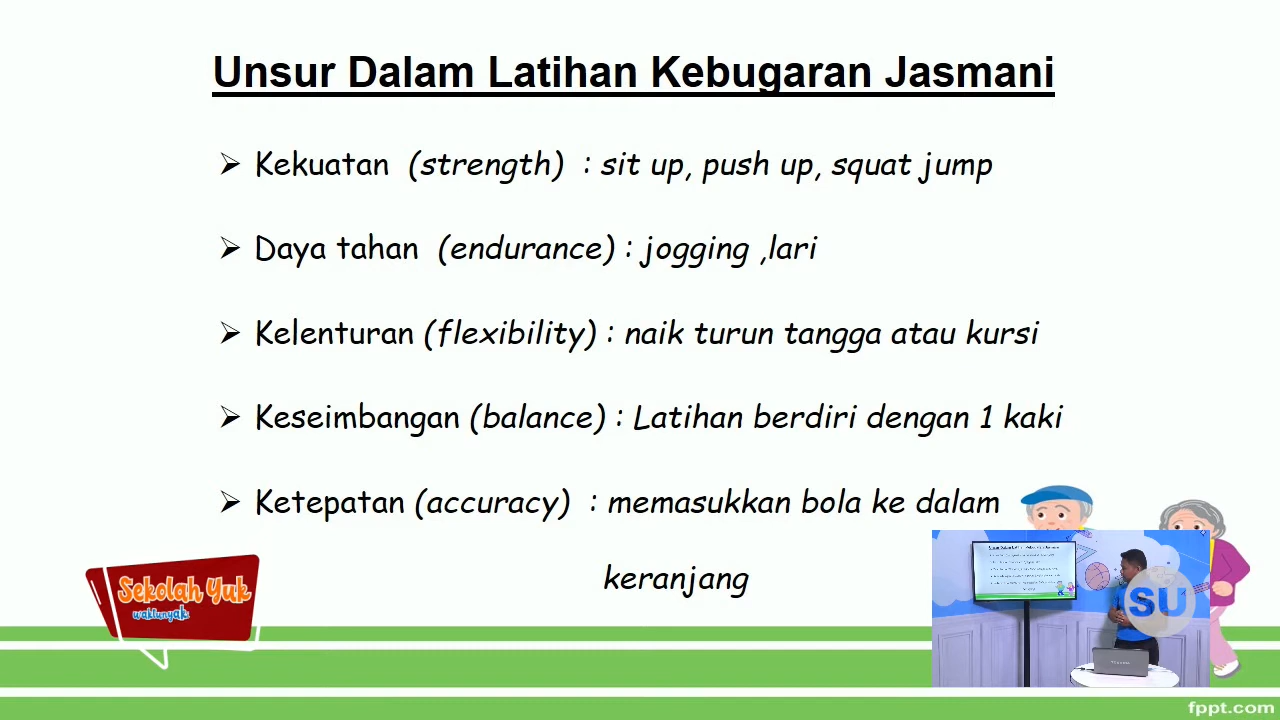 Unsur Dalam Latihan Kebugaran Jasmani
➢ Kekuatan (strength) : sit up, push up, squat jump
➢ Daya tahan (endurance) : jogging ,lari
➢ Kelenturan (flexibility) : naik turun tangga atau kursi
➢ Keseimbangan (balance) : Latihan berdiri dengan 1 kaki
➢ Ketepatan (accuracy) : memasukkan bola ke dalam
keranjang
Sekolah Yuk
waktunyak
SU
fppt.com